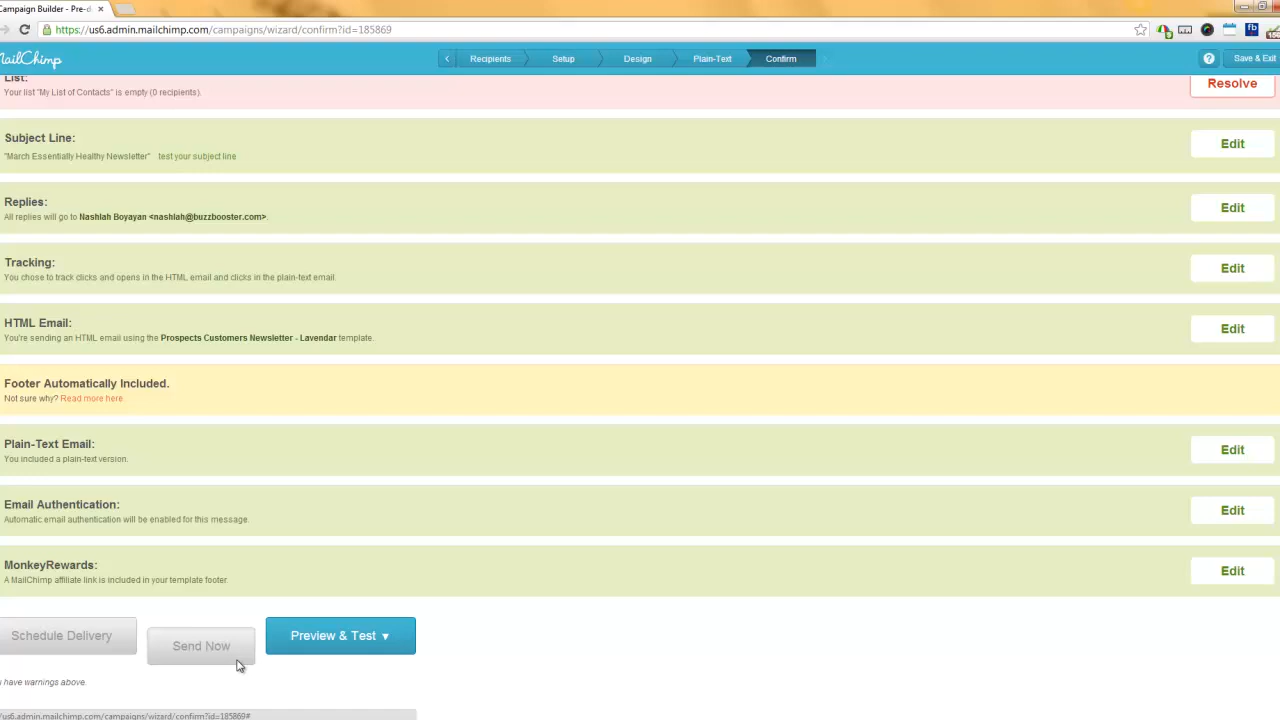 Campaign Builder - Pre-d
https://us6.admin.mailchimp.com/campaigns/wizard/confirm?id=185869
MailChimp
Recipients
Setup
Design
Plain-Text
Confirm
? Save & Exit
List:
Your list "My List of Contacts" is empty (0 recipients).
Resolve
Subject Line:
"March Essentially Healthy Newsletter" test your subject line
Edit
Replies:
All replies will go to Nashlah Boyayan <nashlah@buzzbooster.com>.
Edit
Tracking:
You chose to track clicks and opens in the HTML email and clicks in the plain-text email.
Edit
HTML Email:
You're sending an HTML email using the Prospects Customers Newsletter - Lavendar template.
Edit
Footer Automatically Included.
Not sure why? Read more here.
Plain-Text Email:
You included a plain-text version.
Edit
Email Authentication:
Automatic email authentication will be enabled for this message.
Edit
MonkeyRewards:
A MailChimp affiliate link is included in your template footer.
Edit
Schedule Delivery
Send Now
Preview & Test ▼
have warnings above.
/us6.admin.mailchimp.com/campaigns/wizard/confirm?id=185869#